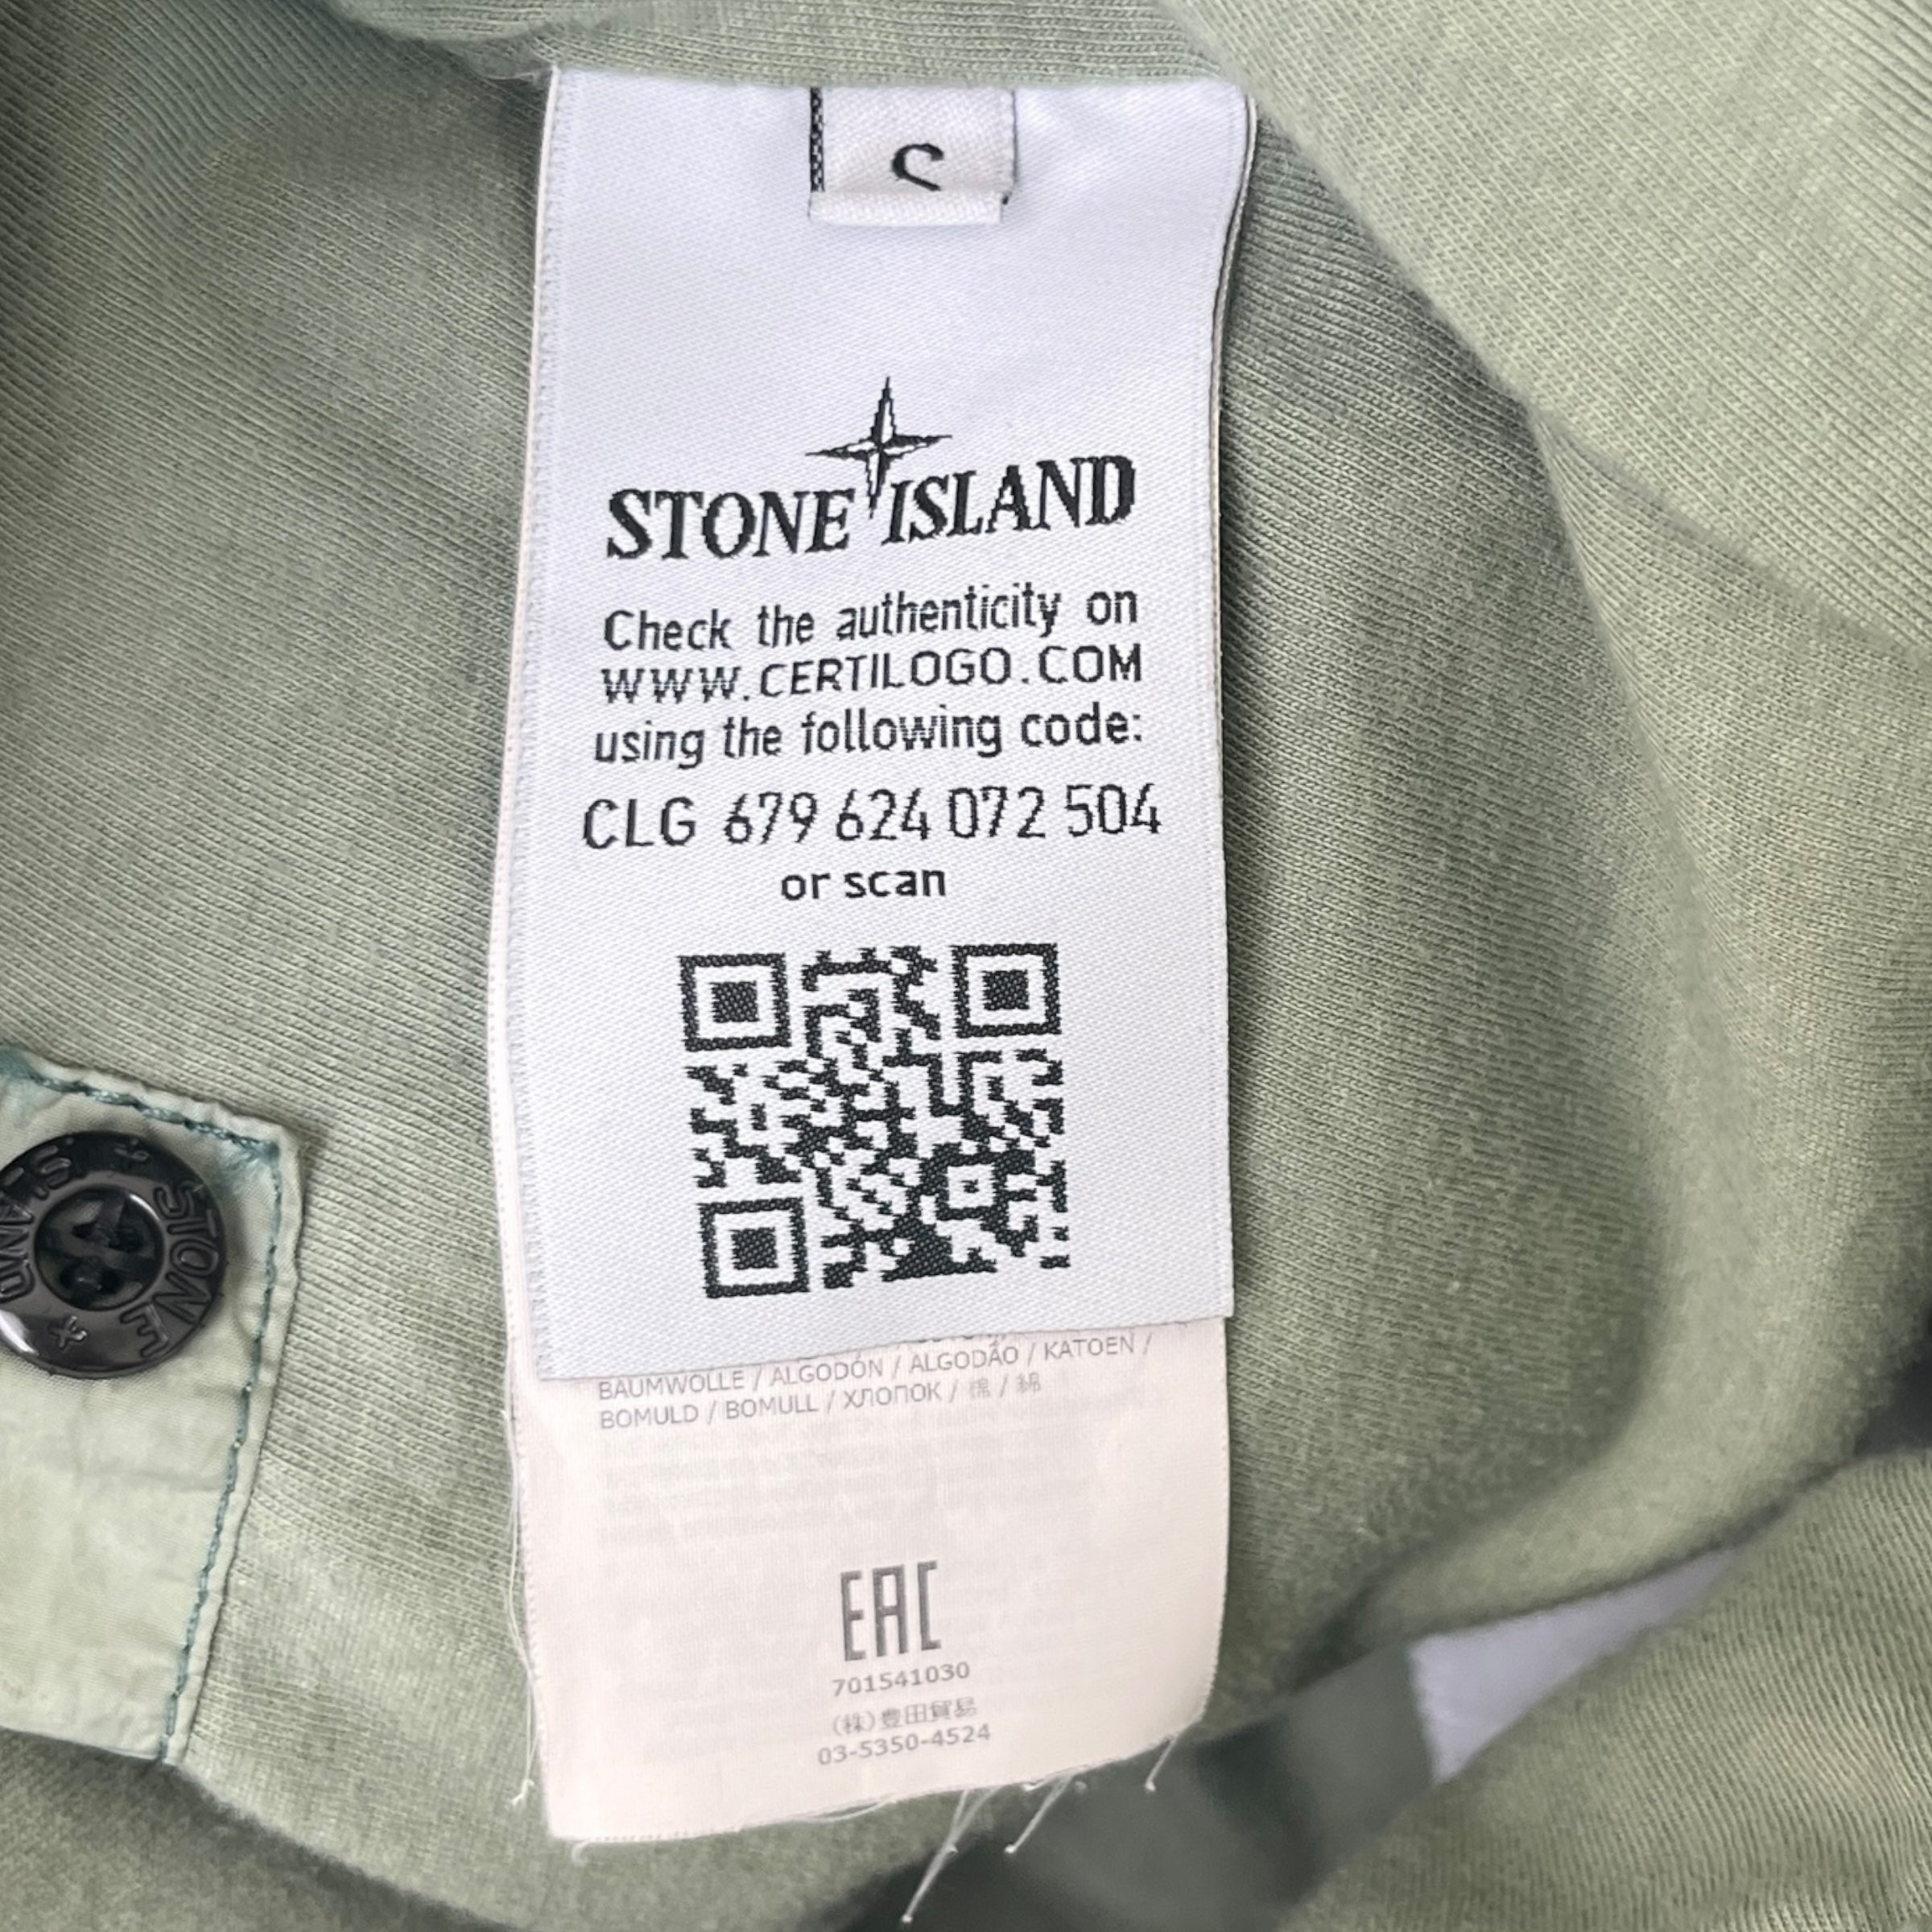 S
STONE ISLAND
Check the authenticity on
WWW.CERTILOGO.COM
using the following code:
CLG 679 624 072 504
or scan
STONE ISLAND
BAUMWOLLE / ALGODÓN / ALGODÃO / KATOEN /
BOMULD / BOMULL / ХЛОПОК / 棉 / 綿
EAC
701541030
(株)豊田貿易
03-5350-4524